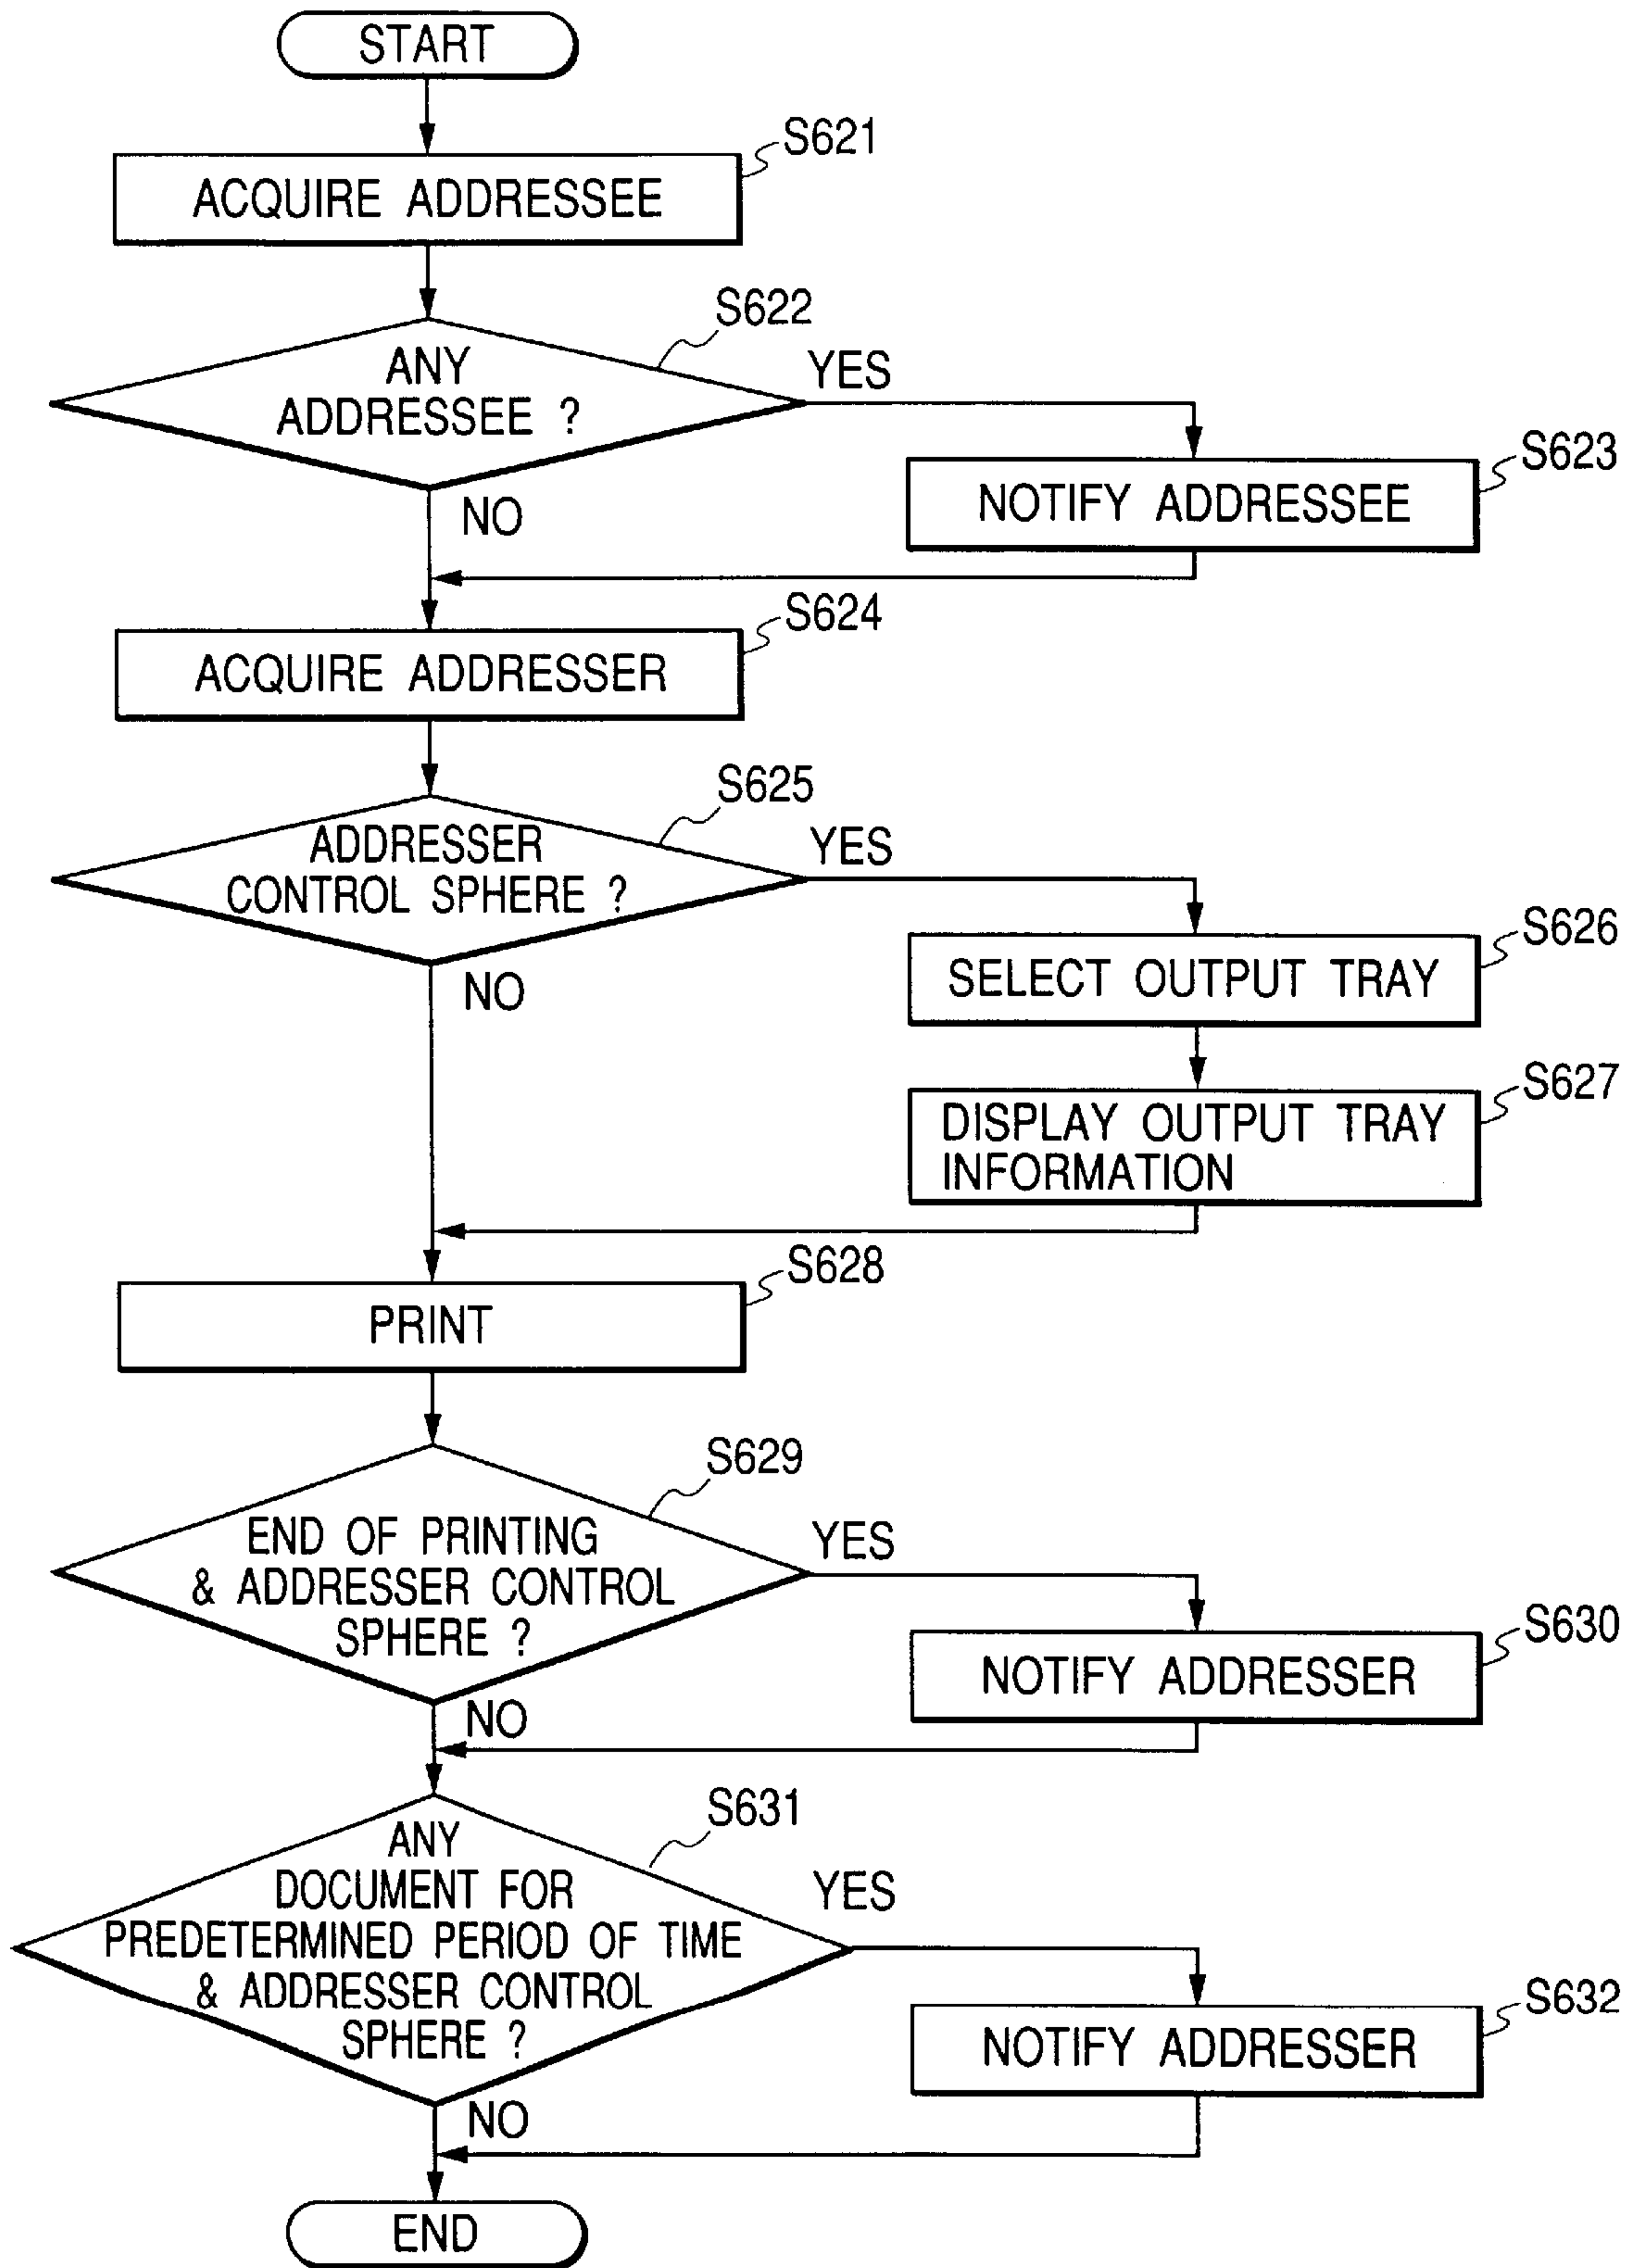 START
S621
ACQUIRE ADDRESSEE
S622
ANY
ADDRESSEE ?
YES
NO
S623
NOTIFY ADDRESSEE
S624
ACQUIRE ADDRESSER
S625
ADDRESSER
CONTROL SPHERE ?
YES
NO
S626
SELECT OUTPUT TRAY
S627
DISPLAY OUTPUT TRAY
INFORMATION
S628
PRINT
S629
END OF PRINTING
& ADDRESSER CONTROL
SPHERE ?
YES
NO
S630
NOTIFY ADDRESSER
S631
ANY
DOCUMENT FOR
PREDETERMINED PERIOD OF TIME
& ADDRESSER CONTROL
SPHERE ?
YES
NO
S632
NOTIFY ADDRESSER
END